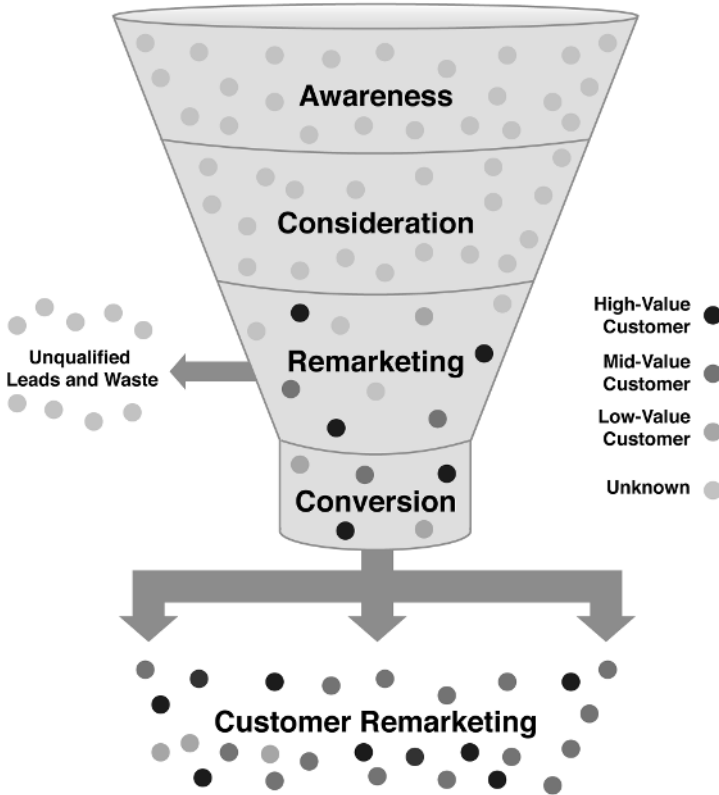 Awareness
Consideration
Remarketing
Unqualified
Leads and Waste
High-Value
Customer
Mid-Value
Customer
Low-Value
Customer
Unknown
Conversion
Customer Remarketing